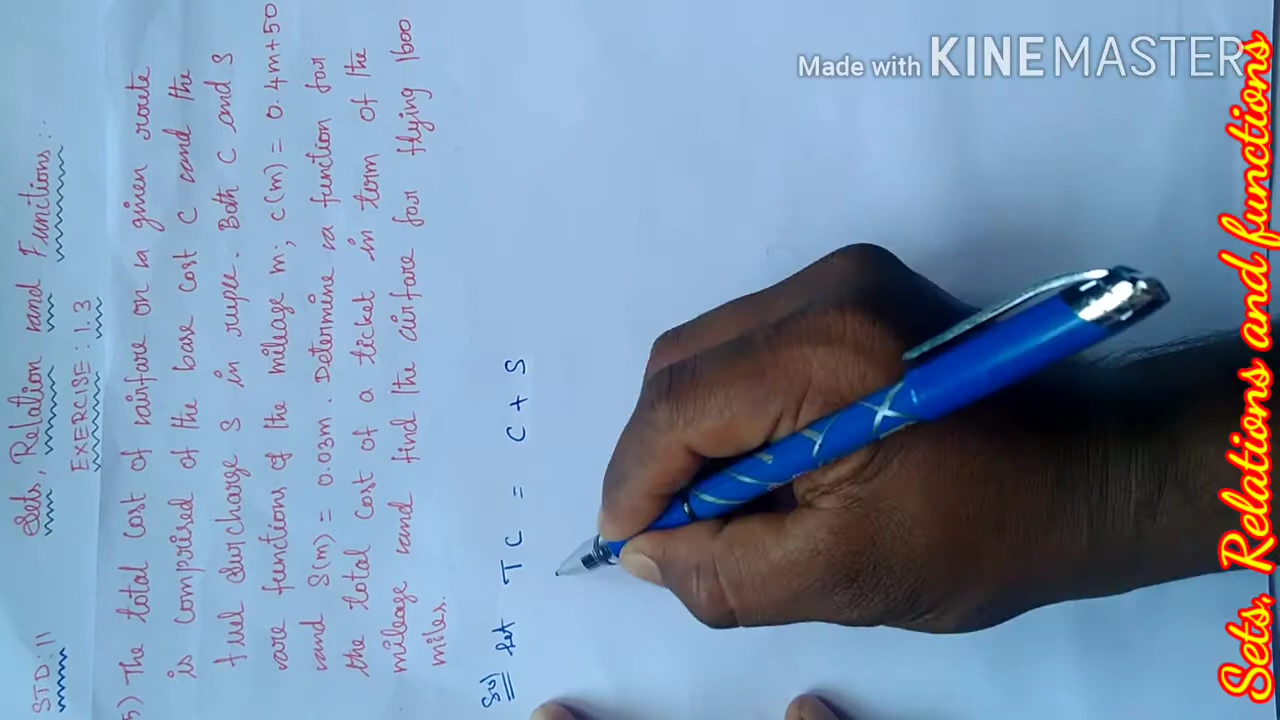 STD: 11 Sets, Relation and Functions:-
EXERCISE: 1.3
5) The total cost of airfare on a given route
is comprised of the base cost C and the
fuel surcharge S in rupee. Both C and S
are functions of the mileage m; C(m) = 0.4m+50
and S(m) = 0.03m. Determine a function for
the total cost of a ticket in term of the
mileage and find the airfare for flying 1600
miles.
Sol) Let TC = C + S
Made with KINEMASTER
Sets, Relations and functions